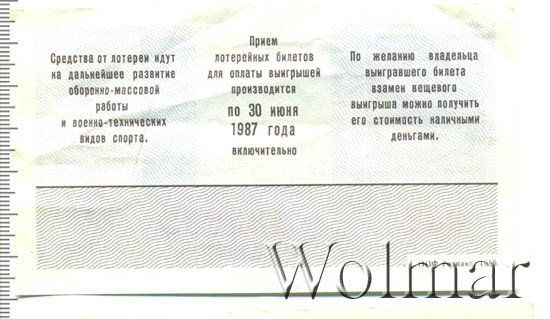 Средства от лотереи идут
на дальнейшее развитие
оборонно-массовой
работы
и военно-технических
видов спорта.
Прием
лотерейных билетов
для оплаты выигрышей
производится
по 30 июня
1987 года
включительно
По желанию владельца
выигравшего билета
взамен вещевого
выигрыша можно получить
его стоимость наличными
деньгами.
Wolmar